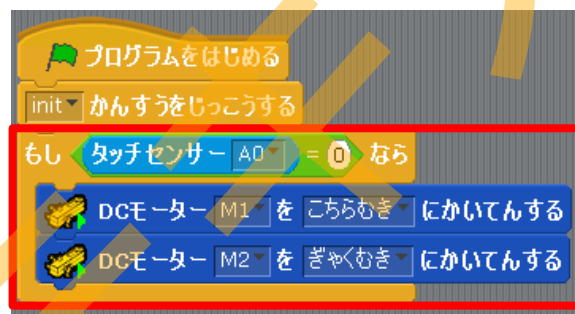 プログラムをはじめる
init かんすうをじっこうする
もし タッチセンサー A0 = 0 なら
DCモーター M1 を こちらむき にかいてんする
DCモーター M2 を ぎゃくむき にかいてんする